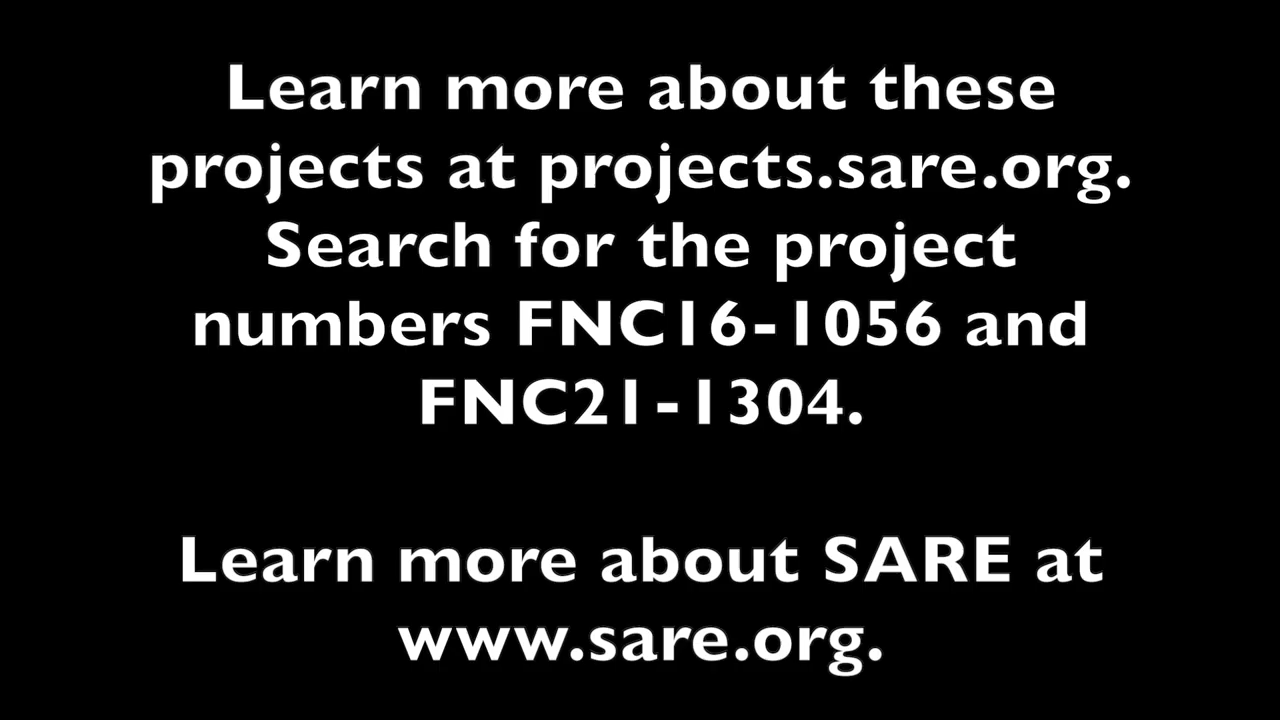 Learn more about these
projects at projects.sare.org.
Search for the project
numbers FNC16-1056 and
FNC21-1304.
Learn more about SARE at
www.sare.org.